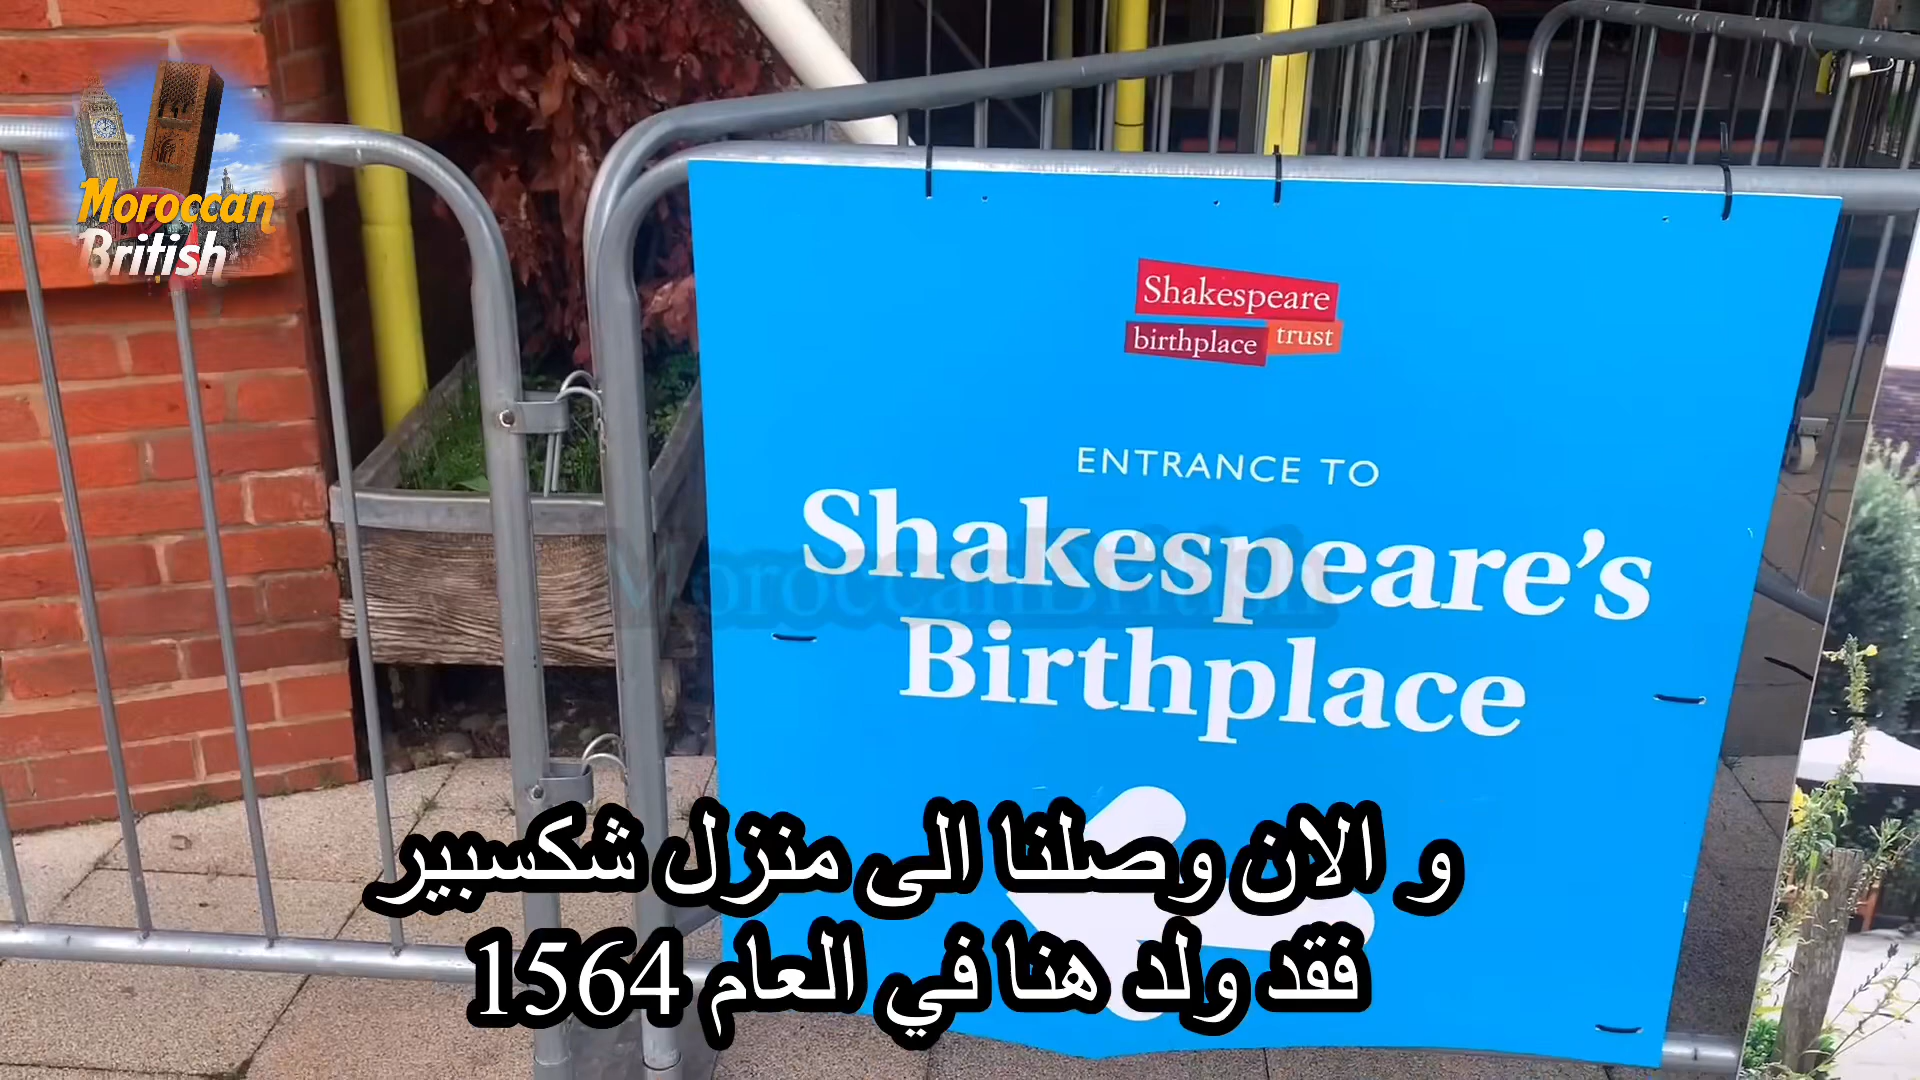 Moroccan
British
Shakespeare
birthplace trust
ENTRANCE TO
Shakespeare's
Birthplace
MoroccanBritish
و الان وصلنا الى منزل شكسبير
فقد ولد هنا في العام 1564